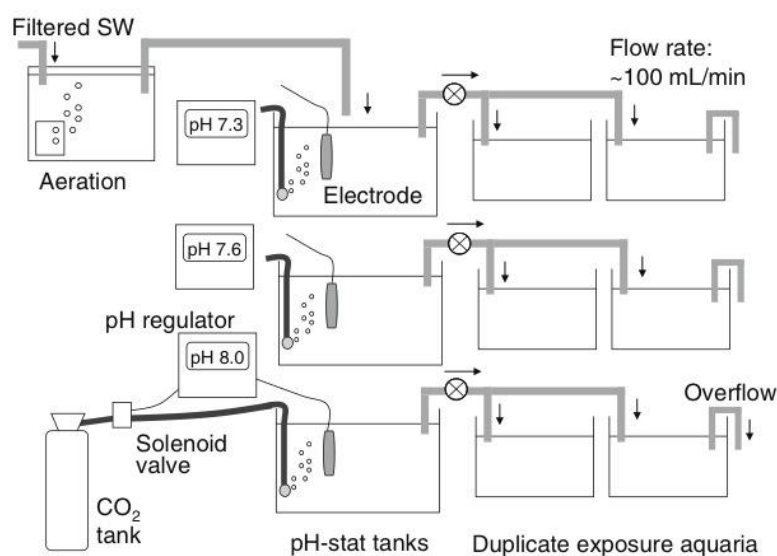 Filtered SW
Flow rate:
~100 mL/min
pH 7.3
Aeration
Electrode
pH 7.6
pH regulator
pH 8.0
Overflow
Solenoid
valve
CO₂
tank
pH-stat tanks
Duplicate exposure aquaria